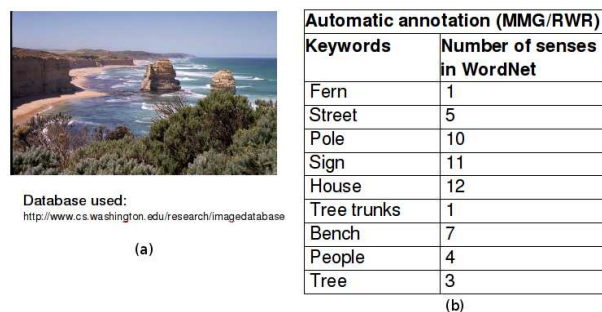 Database used:
http://www.cs.washington.edu/research/imagedatabase
(a)
Automatic annotation (MMG/RWR)
Keywords Number of senses in WordNet
Fern 1
Street 5
Pole 10
Sign 11
House 12
Tree trunks 1
Bench 7
People 4
Tree 3
(b)